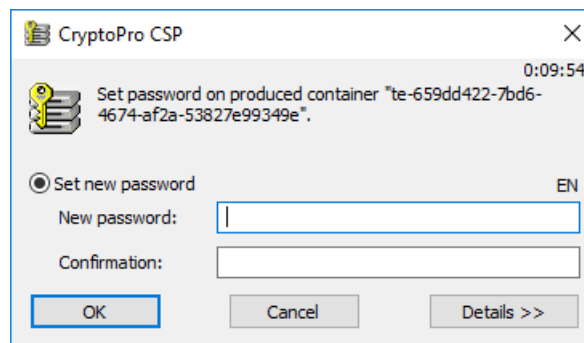 CryptoPro CSP
0:09:54
Set password on produced container "te-659dd422-7bd6-
4674-af2a-53827e99349e".
Set new password
EN
New password:
Confirmation:
OK
Cancel
Details >>